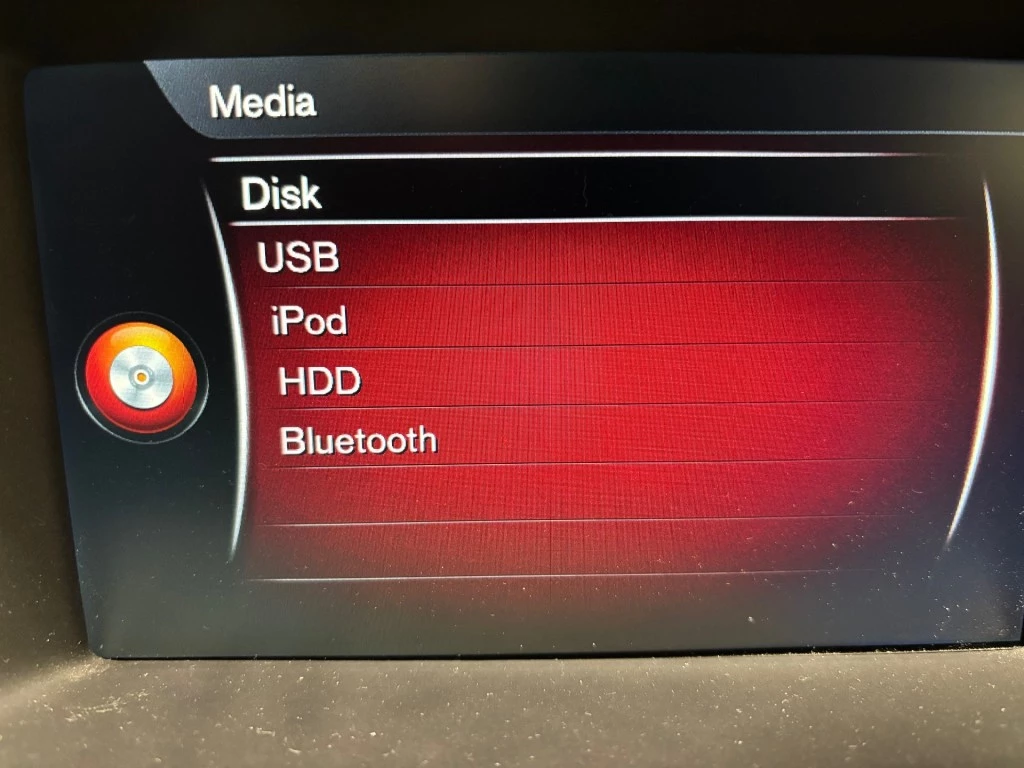 Media
Disk
USB
iPod
HDD
Bluetooth